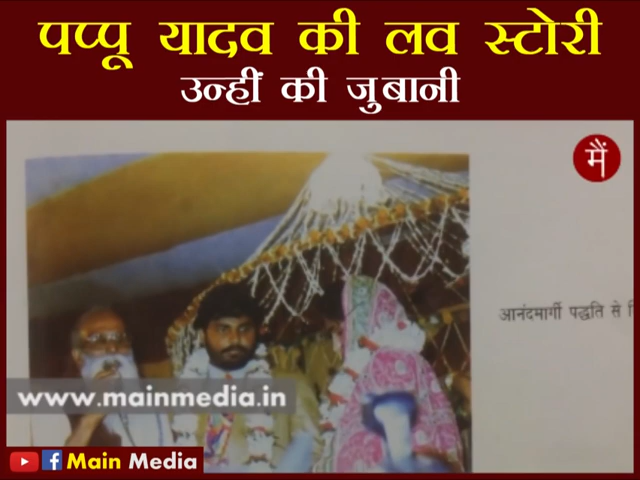 पप्पू यादव की लव स्टोरी
उन्हीं की जुबानी
मैं
आनंदमार्गी पद्धति से
www.mainmedia.in
Main Media